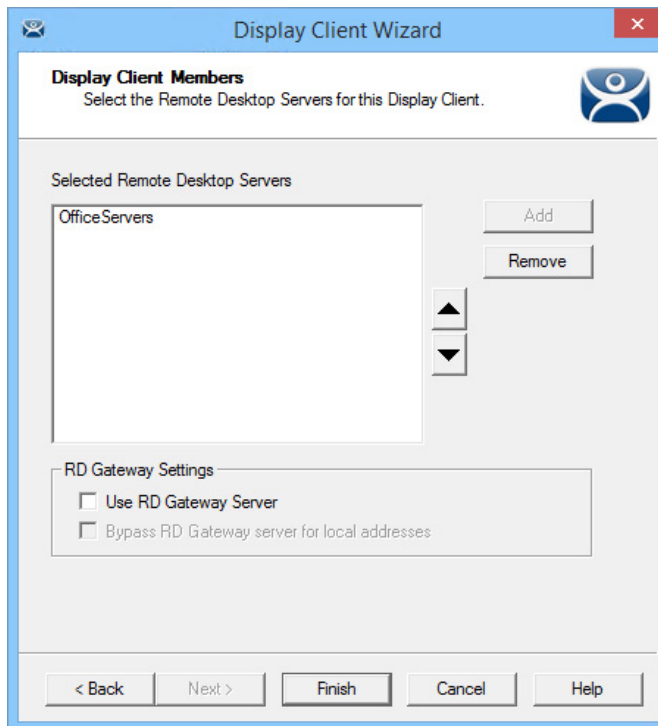 Display Client Wizard
Display Client Members
Select the Remote Desktop Servers for this Display Client.
Selected Remote Desktop Servers
OfficeServers
Add
Remove
RD Gateway Settings
Use RD Gateway Server
Bypass RD Gateway server for local addresses
< Back
Next >
Finish
Cancel
Help